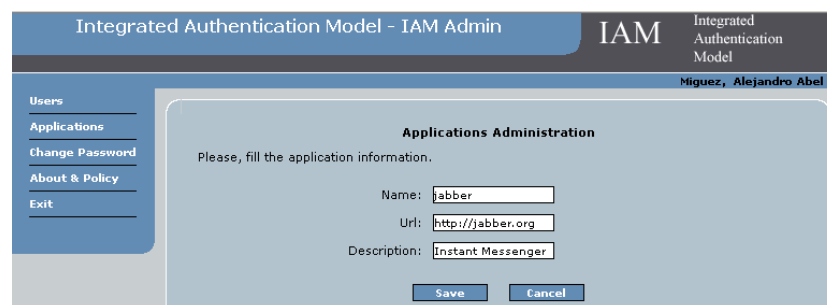 Integrated Authentication Model - IAM Admin
IAM
Integrated
Authentication
Model
Miguez, Alejandro Abel
Users
Applications
Change Password
About & Policy
Exit
Applications Administration
Please, fill the application information.
Name: jabber
Url: http://jabber.org
Description: Instant Messenger
Save Cancel